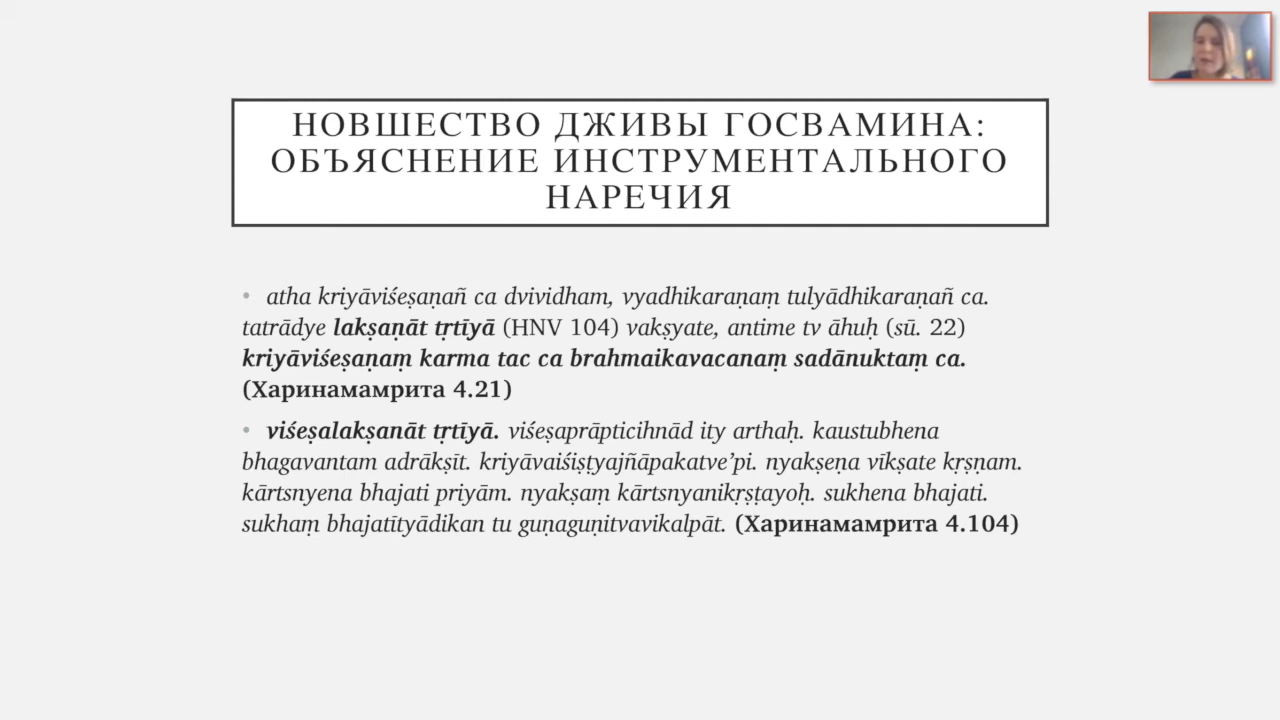 НОВШЕСТВО ДЖИВЫ ГОСВАМИНА:
ОБЪЯСНЕНИЕ ИНСТРУМЕНТАЛЬНОГО
НАРЕЧИЯ
• atha kriyāviśeṣaṇañ ca dvividham, vyadhikaraṇaṃ tulyādhikaraṇañ ca.
tatrādye lakṣaṇāt tṛtīyā (HNV 104) vakṣyate, antime tv āhuḥ (sū. 22)
kriyāviśeṣaṇaṃ karma tac ca brahmaikavacanaṃ sadānuktaṃ ca.
(Харинамамрита 4.21)
• viśeṣalakṣanāt tṛtīyā. viśeṣaprāpticihnād ity arthaḥ. kaustubhena
bhagavantam adrākṣīt. kriyāvaiśiṣṭyajñāpakatve’pi. nyakṣeṇa vīkṣate kṛṣṇam.
kārtsnyena bhajati priyām. nyakṣaṃ kārtsnyanikṛṣṭayoḥ. sukhena bhajati.
sukhaṃ bhajatītyādikan tu guṇaguṇitvavikalpāt. (Харинамамрита 4.104)